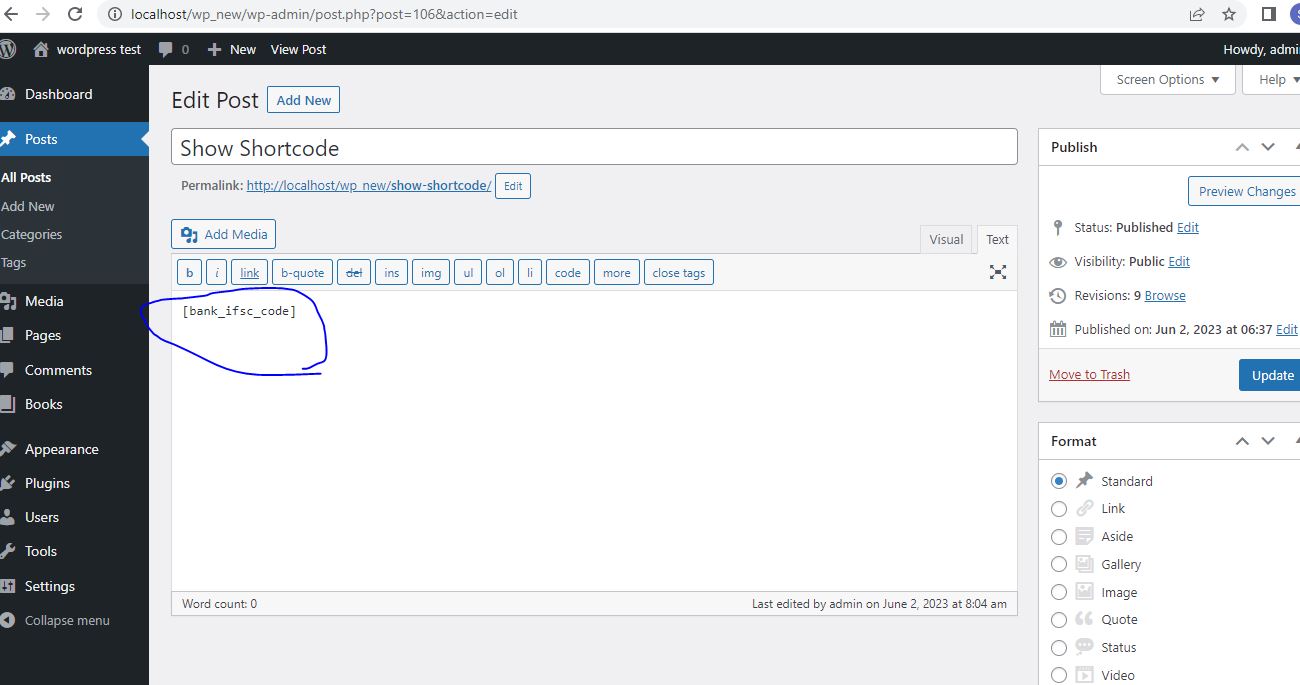 localhost/wp_new/wp-admin/post.php?post=106&action=edit
wordpress test 0 New View Post Howdy, admi
Screen Options Help
Dashboard
Posts
All Posts
Add New
Categories
Tags
Media
Pages
Comments
Books
Appearance
Plugins
Users
Tools
Settings
Collapse menu
Edit Post Add New
Show Shortcode
Permalink: http://localhost/wp_new/show-shortcode/ Edit
Add Media
Visual Text
b i link b-quote del ins img ul ol li code more close tags
[bank_ifsc_code]
Word count: 0 Last edited by admin on June 2, 2023 at 8:04 am
Publish
Preview Changes
Status: Published Edit
Visibility: Public Edit
Revisions: 9 Browse
Published on: Jun 2, 2023 at 06:37 Edit
Move to Trash Update
Format
Standard
Link
Aside
Gallery
Image
Quote
Status
Video